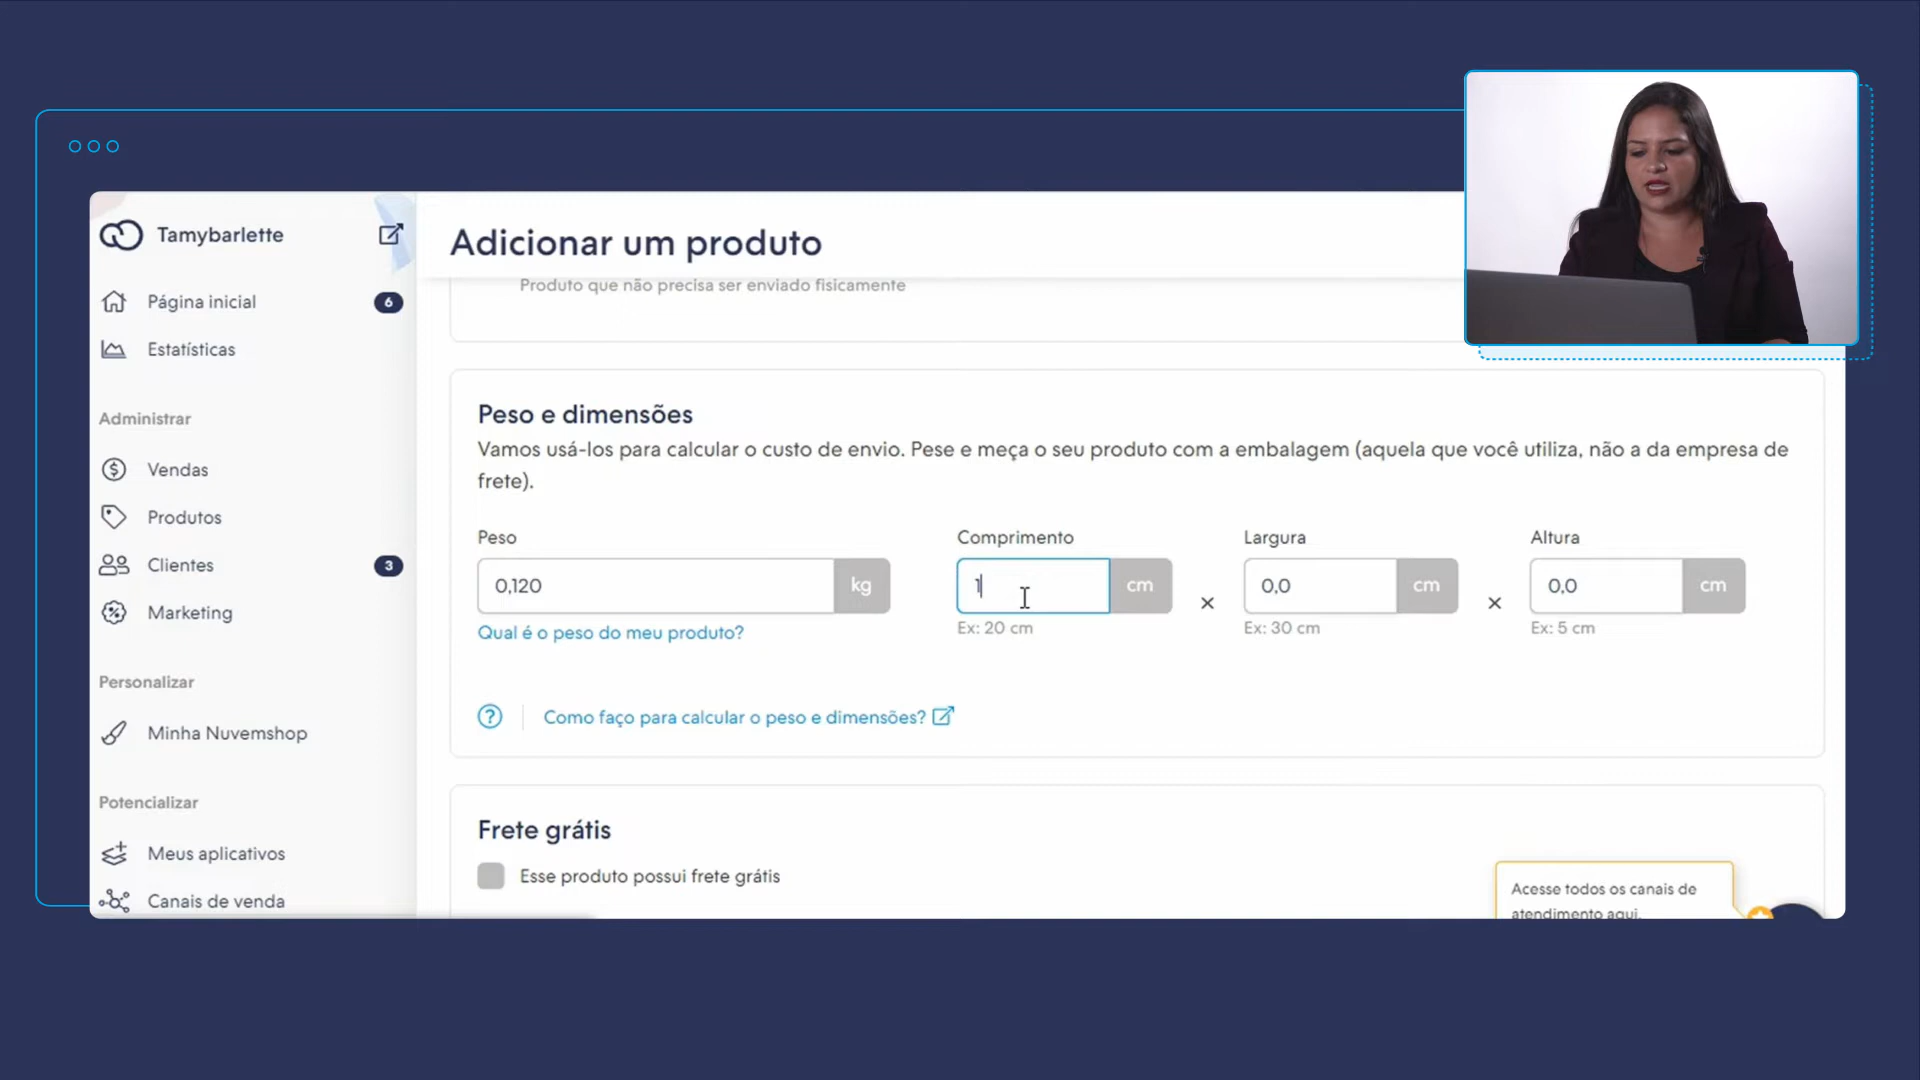 Tamybarlette
Página inicial
6
Estatísticas
Administrar
Vendas
Produtos
Clientes
3
Marketing
Personalizar
Minha Nuvemshop
Potencializar
Meus aplicativos
Canais de venda
Adicionar um produto
Produto que não precisa ser enviado fisicamente
Peso e dimensões
Vamos usá-los para calcular o custo de envio. Pese e meça o seu produto com a embalagem (aquela que você utiliza, não a da empresa de
frete).
Peso
0,120 kg
Qual é o peso do meu produto?
Comprimento
1 cm
Ex: 20 cm
×
Largura
0,0 cm
Ex: 30 cm
×
Altura
0,0 cm
Ex: 5 cm
? Como faço para calcular o peso e dimensões?
Frete grátis
Esse produto possui frete grátis
Acesse todos os canais de
atendimento aqui.